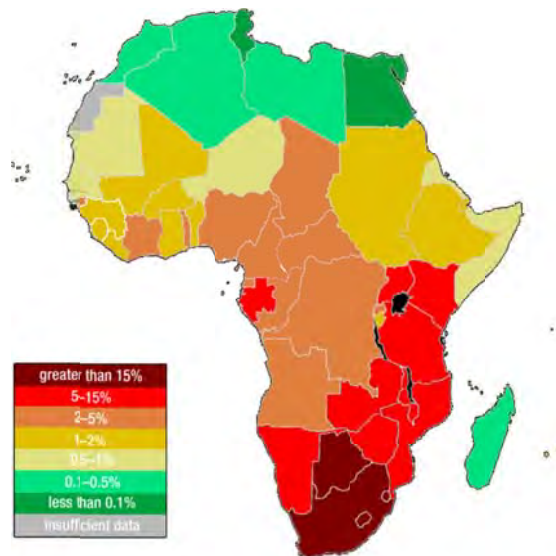 greater than 15%
5–15%
2–5%
1–2%
0.5–1%
0.1–0.5%
less than 0.1%
insufficient data